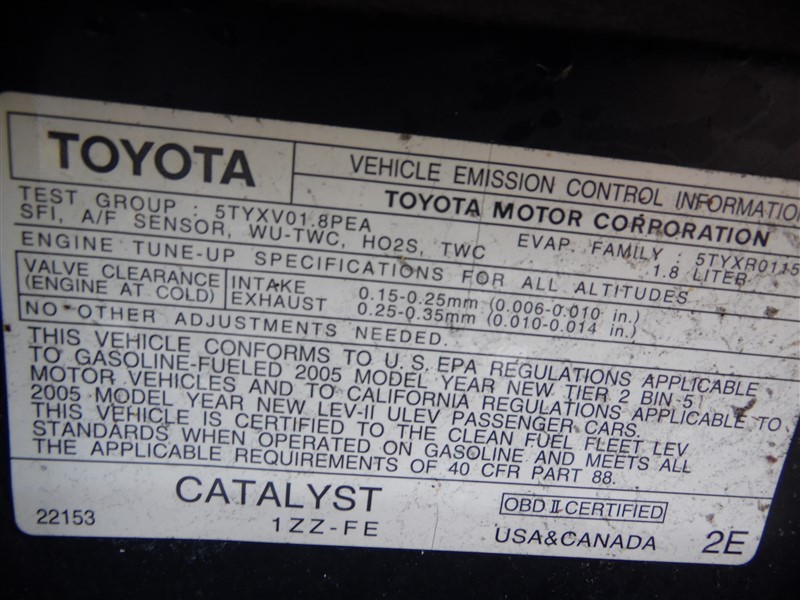 TOYOTA
VEHICLE EMISSION CONTROL INFORMATIO
TOYOTA MOTOR CORPORATION
TEST GROUP : 5TYXV01.8PEA
EVAP. FAMILY : 5TYXR0115
SFI, A/F SENSOR, WU-TWC, HO2S, TWC
1.8 LITER
ENGINE TUNE-UP SPECIFICATIONS FOR ALL ALTITUDES
VALVE CLEARANCE
(ENGINE AT COLD)
INTAKE 0.15-0.25mm (0.006-0.010 in.)
EXHAUST 0.25-0.35mm (0.010-0.014 in.)
NO OTHER ADJUSTMENTS NEEDED.
THIS VEHICLE CONFORMS TO U.S. EPA REGULATIONS APPLICABLE
TO GASOLINE-FUELED 2005 MODEL YEAR NEW TIER 2 BIN 5
MOTOR VEHICLES AND TO CALIFORNIA REGULATIONS APPLICABLE TO
2005 MODEL YEAR NEW LEV-II ULEV PASSENGER CARS.
THIS VEHICLE IS CERTIFIED TO THE CLEAN FUEL FLEET LEV
STANDARDS WHEN OPERATED ON GASOLINE AND MEETS ALL
THE APPLICABLE REQUIREMENTS OF 40 CFR PART 88.
CATALYST
OBD II CERTIFIED
22153
1ZZ-FE
USA&CANADA
2E